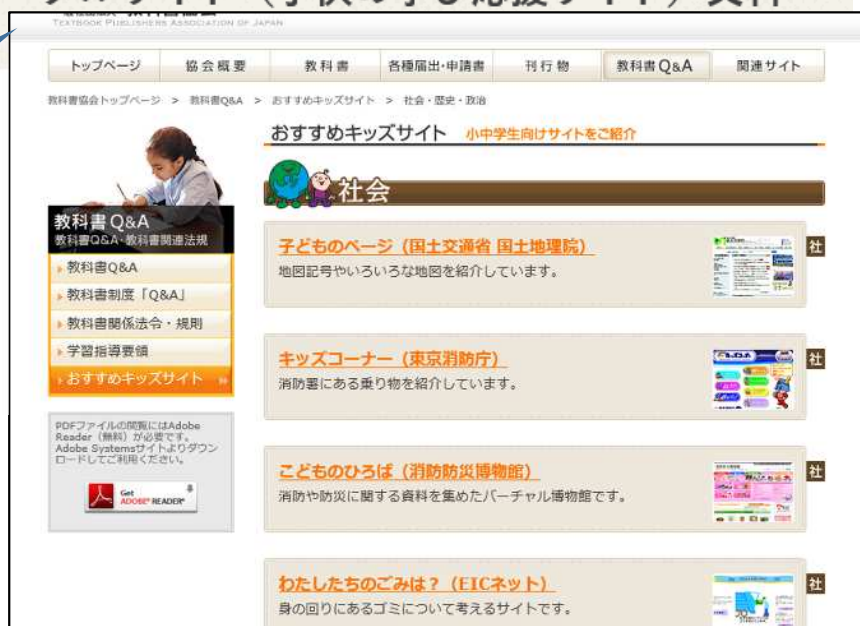 TEXTBOOK PUBLISHERS ASSOCIATION OF JAPAN
トップページ 協会概要 教科書 各種届出・申請書 刊行物 教科書Q&A 関連サイト
教科書協会トップページ > 教科書Q&A > おすすめキッズサイト > 社会・歴史・政治
おすすめキッズサイト 小中学生向けサイトをご紹介
社会
教科書Q&A
教科書Q&A・教科書関連法規
教科書Q&A
教科書制度「Q&A」
教科書関係法令・規則
学習指導要領
おすすめキッズサイト
PDFファイルの閲覧にはAdobe
Reader（無料）が必要です。
Adobe Systemsサイトよりダウン
ロードしてご利用ください。
Get
ADOBE® READER®
子どものページ（国土交通省 国土地理院）
地図記号やいろいろな地図を紹介しています。
社
キッズコーナー（東京消防庁）
消防署にある乗り物を紹介しています。
社
こどものひろば（消防防災博物館）
消防や防災に関する資料を集めたバーチャル博物館です。
社
わたしたちのごみは？（EICネット）
身の回りにあるゴミについて考えるサイトです。
社